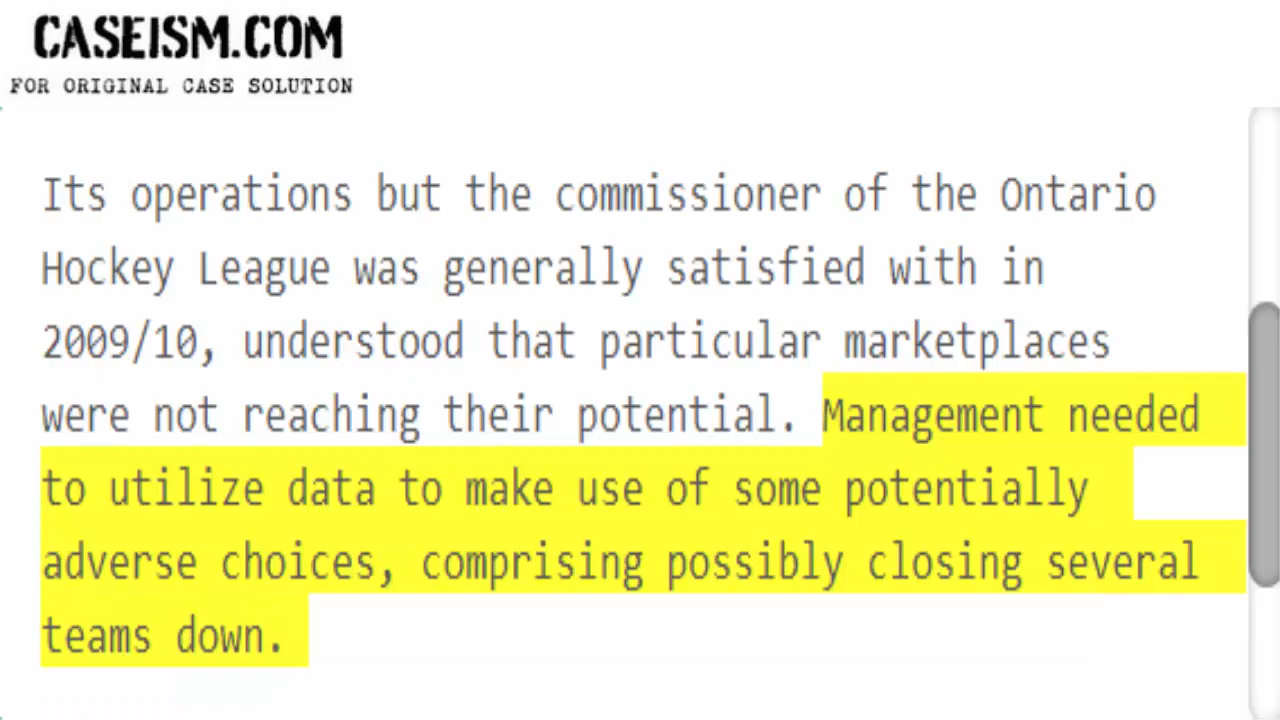 CASEISM.COM
FOR ORIGINAL CASE SOLUTION
Its operations but the commissioner of the Ontario
Hockey League was generally satisfied with in
2009/10, understood that particular marketplaces
were not reaching their potential. Management needed
to utilize data to make use of some potentially
adverse choices, comprising possibly closing several
teams down.